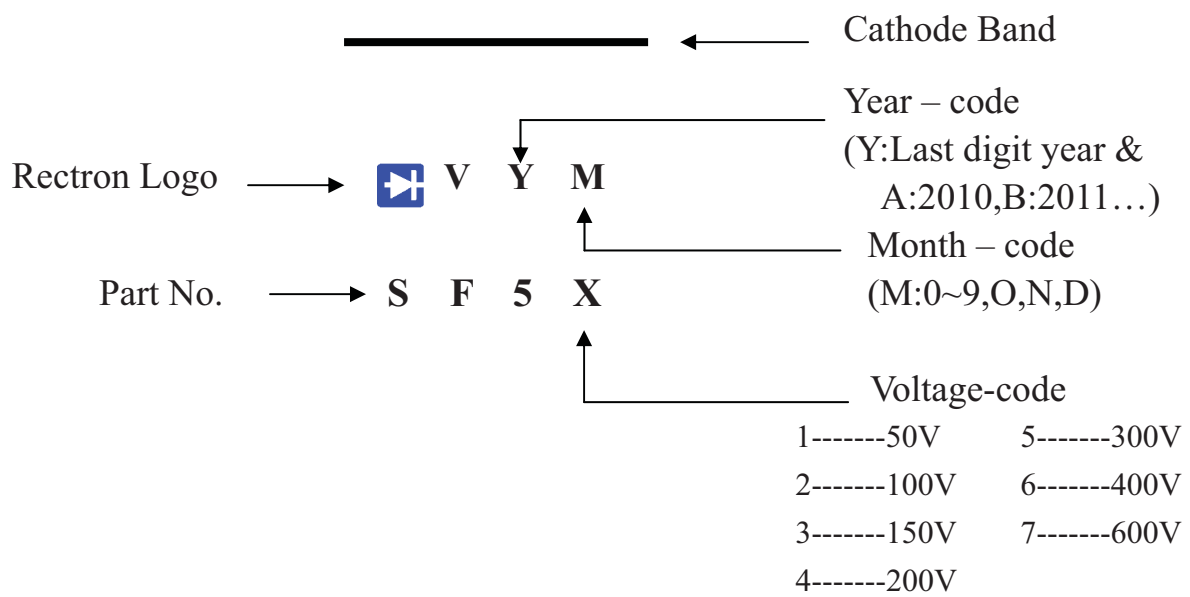 Cathode Band
Year – code
(Y:Last digit year &
A:2010,B:2011…)
Rectron Logo
V Y M
Month – code
(M:0~9,O,N,D)
Part No.
S F 5 X
Voltage-code
1-------50V 5-------300V
2-------100V 6-------400V
3-------150V 7-------600V
4-------200V